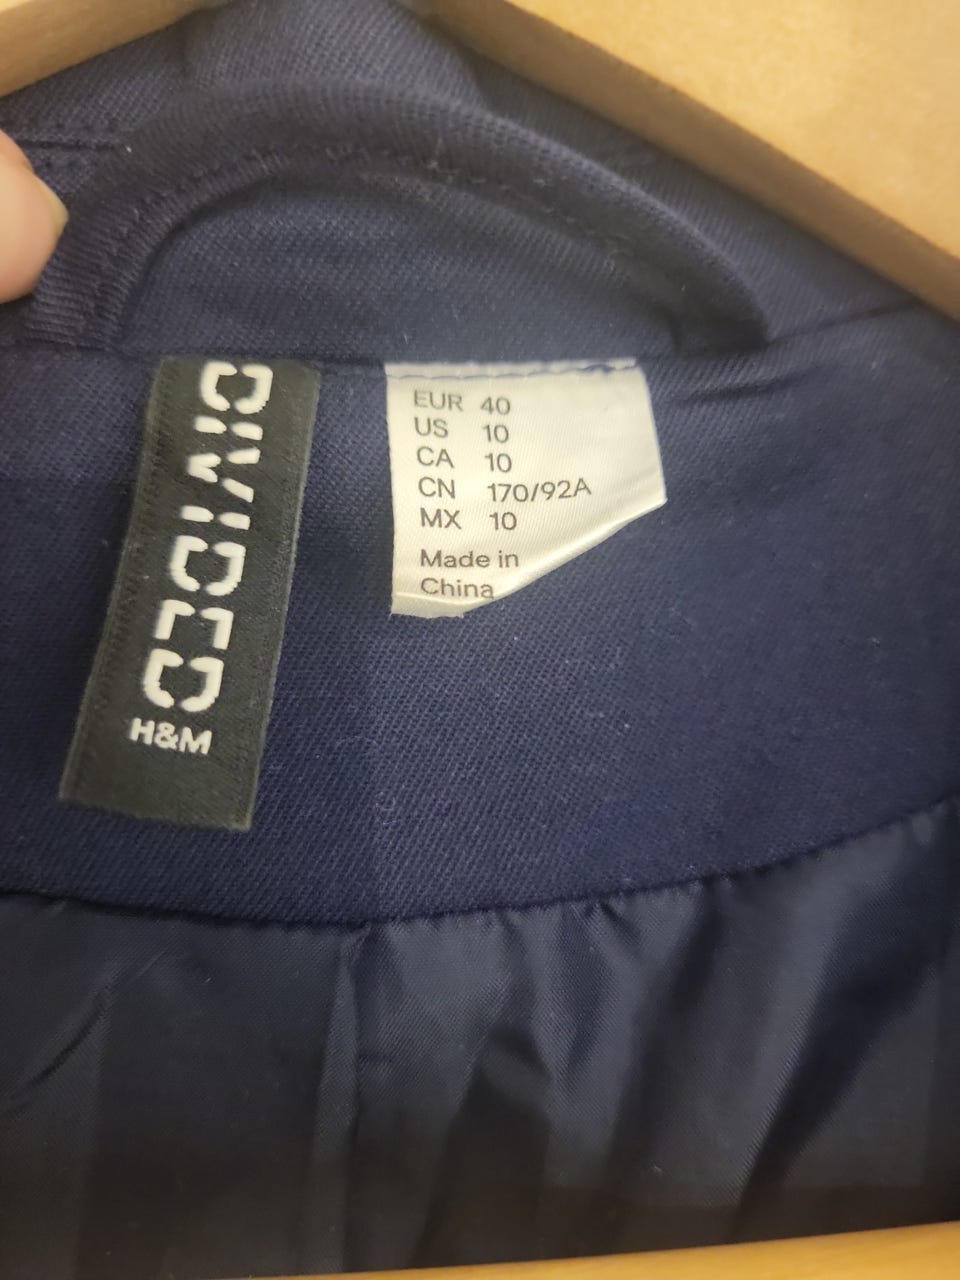 DIVIDED
H&M
EUR 40
US 10
CA 10
CN 170/92A
MX 10
Made in
China